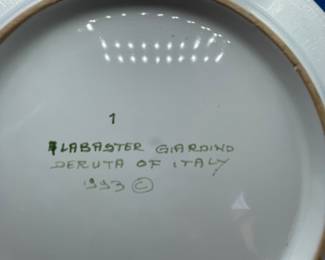 1
ALABASTER GIARDINO
DERUTA OF ITALY
1993 ©